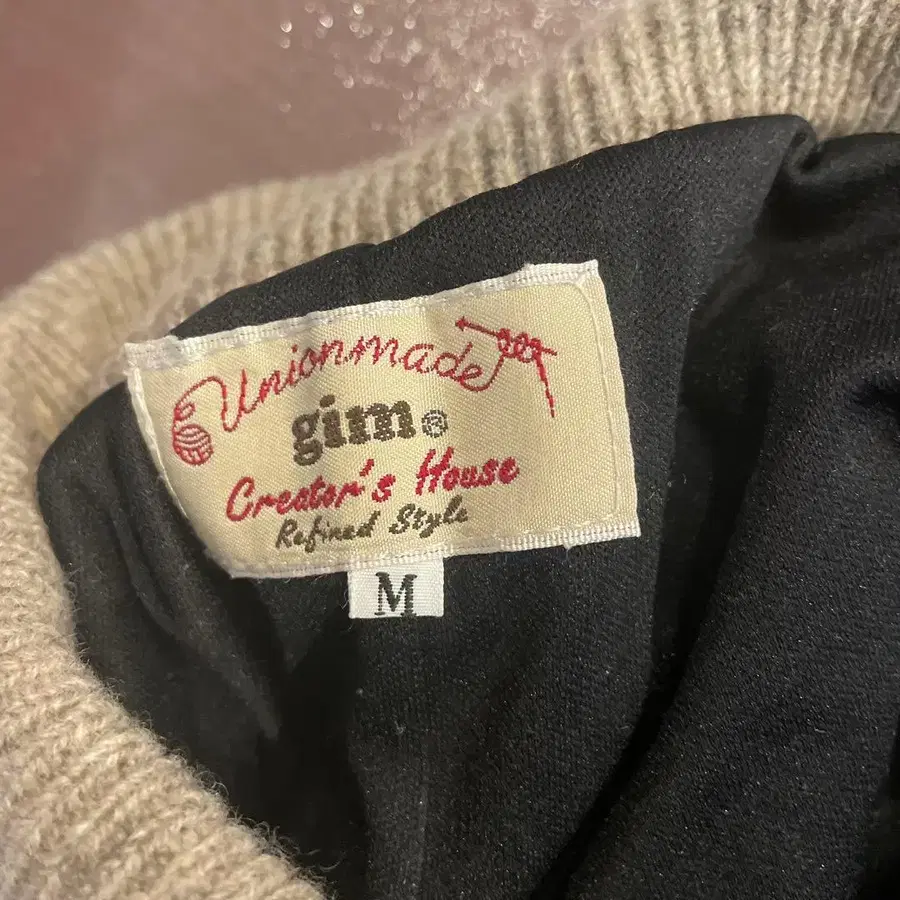 Unionmade
gim®
Creator's House
Refined Style
M